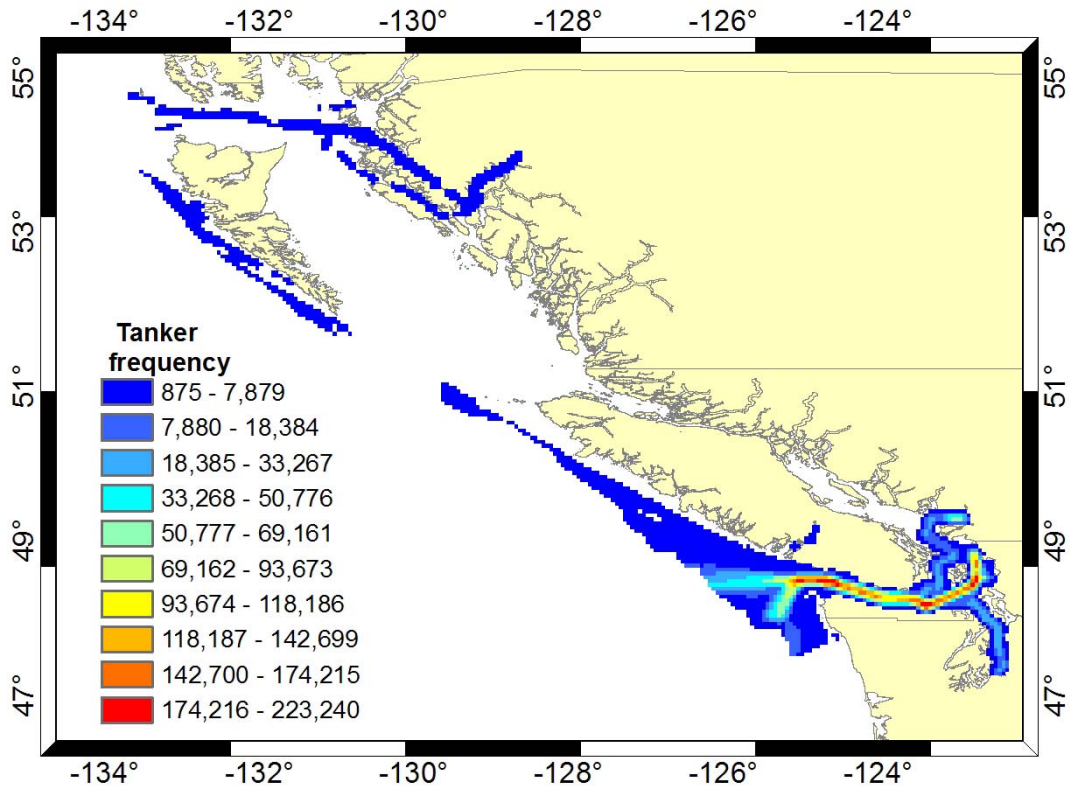 -134° -132° -130° -128° -126° -124°
55° 55°
53° 53°
51° 51°
49° 49°
47° 47°
Tanker
frequency
875 - 7,879
7,880 - 18,384
18,385 - 33,267
33,268 - 50,776
50,777 - 69,161
69,162 - 93,673
93,674 - 118,186
118,187 - 142,699
142,700 - 174,215
174,216 - 223,240
-134° -132° -130° -128° -126° -124°